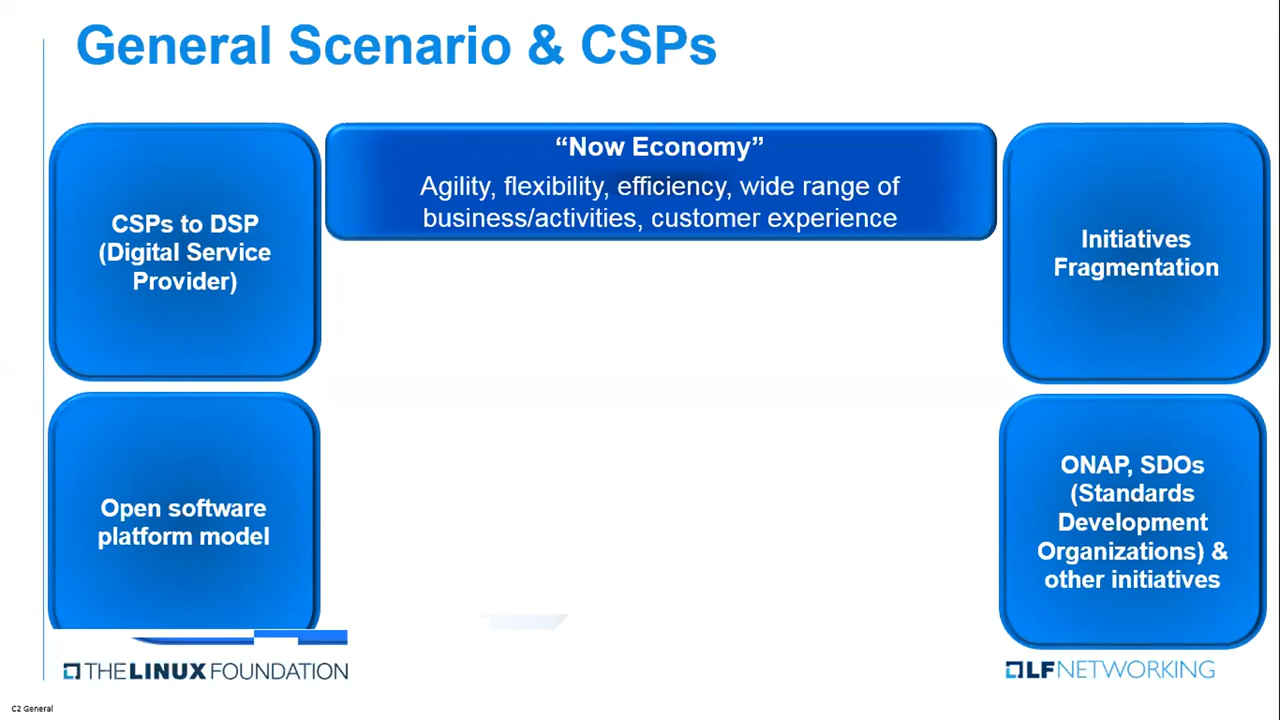 General Scenario & CSPs
“Now Economy”
Agility, flexibility, efficiency, wide range of
business/activities, customer experience
CSPs to DSP
(Digital Service
Provider)
Initiatives
Fragmentation
Open software
platform model
ONAP, SDOs
(Standards
Development
Organizations) &
other initiatives
THE LINUX FOUNDATION
LFNETWORKING
C2 General